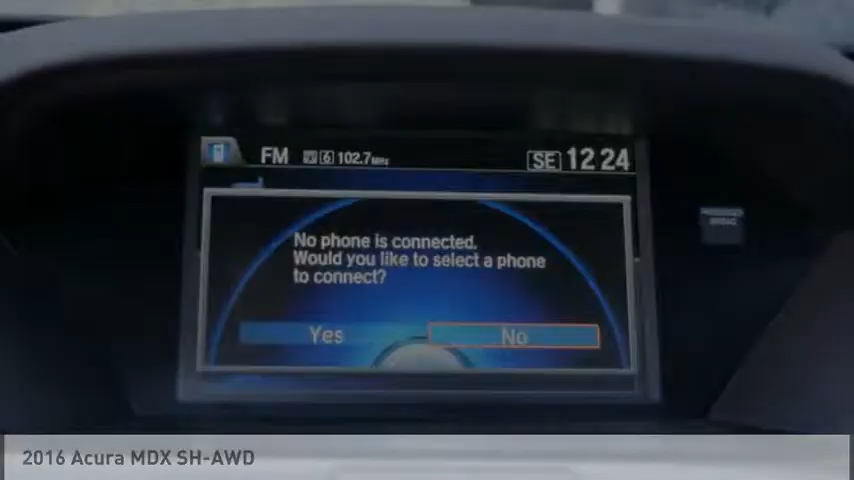 FM 6 102.7MHz SE 12 24
No phone is connected.
Would you like to select a phone
to connect?
Yes No
2016 Acura MDX SH-AWD